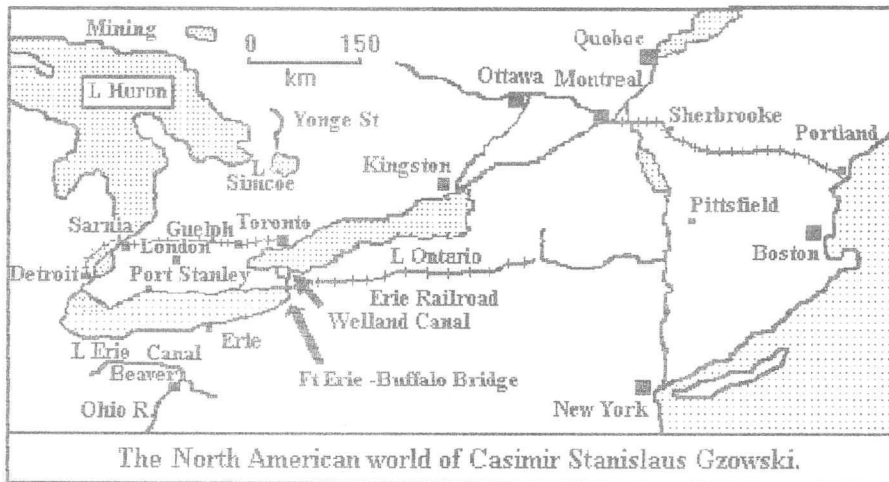 Mining
0 150
km
Quebec
Ottawa
Montreal
L Huron
Yonge St
Sherbrooke
Portland
L
Simcoe
Kingston
Sarnia
Guelph
Toronto
Pittsfield
London
L Ontario
Boston
Detroit
Port Stanley
Erie Railroad
Welland Canal
L Erie
Canal
Erie
Beaver
Ft Erie -Buffalo Bridge
Ohio R.
New York
The North American world of Casimir Stanislaus Gzowski.